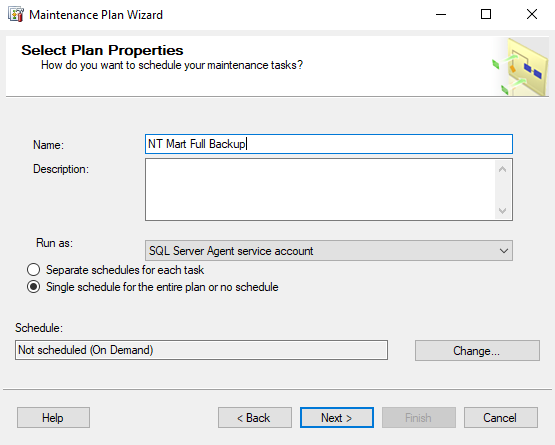 Maintenance Plan Wizard
Select Plan Properties
How do you want to schedule your maintenance tasks?
Name:
NT Mart Full Backup
Description:
Run as:
SQL Server Agent service account
Separate schedules for each task
Single schedule for the entire plan or no schedule
Schedule:
Not scheduled (On Demand)
Change...
Help
< Back
Next >
Finish
Cancel